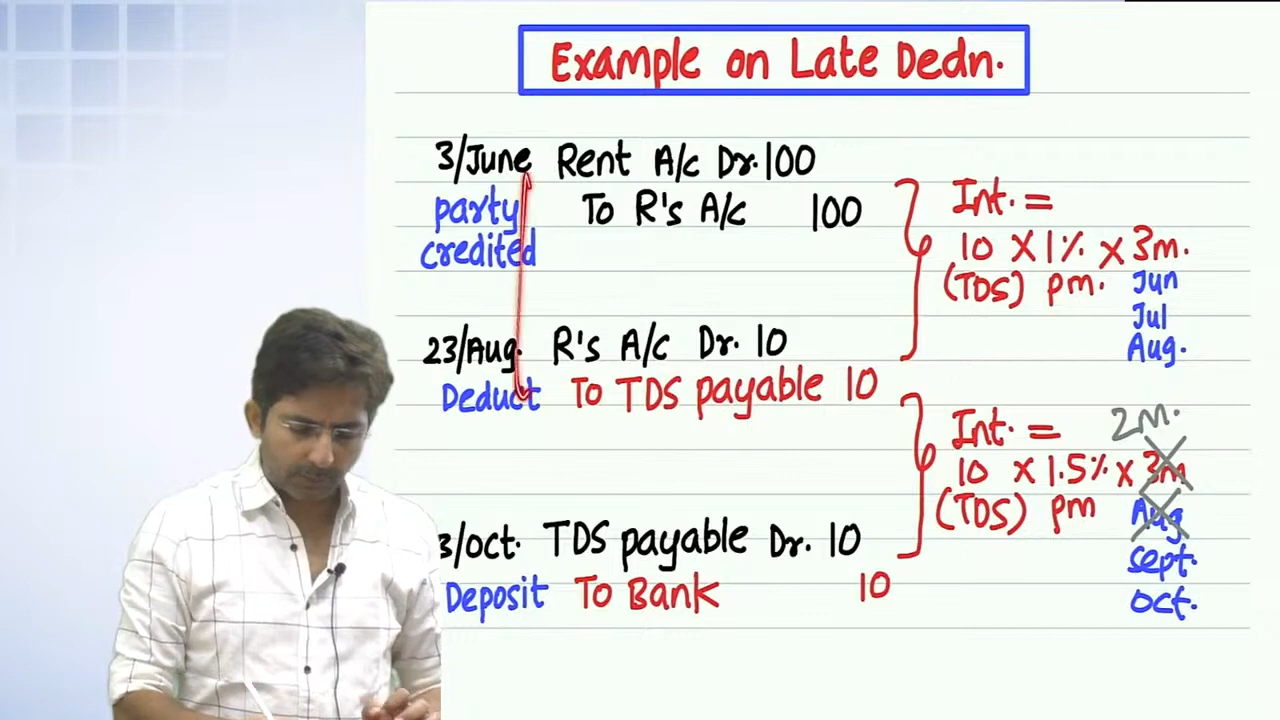 Example on Late Dedn.
3/June Rent A/c Dr. 100
party To R's A/c 100
credited
Int. =
10 X 1% X 3m.
(TDS) pm. Jun
Jul
Aug.
23/Aug. R's A/c Dr. 10
Deduct To TDS payable 10
Int. = 2m.
10 x 1.5% x 3m
(TDS) pm Aug
Sept.
Oct.
3/Oct. TDS payable Dr. 10
Deposit To Bank 10